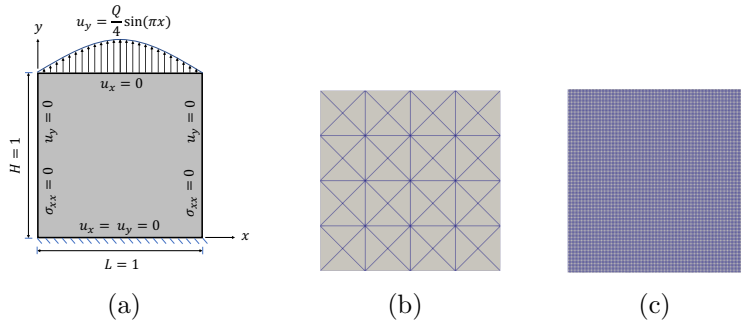 u_y = Q/4 sin(πx)
y
u_x = 0
u_y = 0
u_y = 0
H = 1
σ_xx = 0
σ_xx = 0
u_x = u_y = 0
x
L = 1
(a)
(b)
(c)